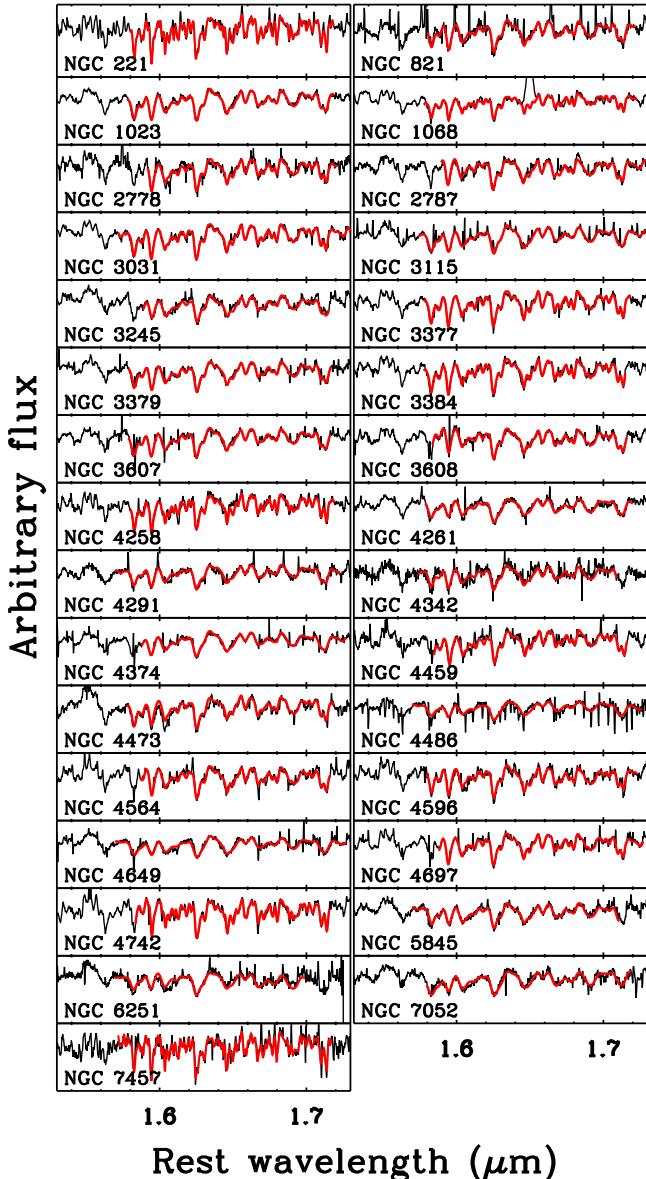 NGC 221
NGC 821
NGC 1023
NGC 1068
NGC 2778
NGC 2787
NGC 3031
NGC 3115
NGC 3245
NGC 3377
NGC 3379
NGC 3384
NGC 3607
NGC 3608
NGC 4258
NGC 4261
NGC 4291
NGC 4342
NGC 4374
NGC 4459
NGC 4473
NGC 4486
NGC 4564
NGC 4596
NGC 4649
NGC 4697
NGC 4742
NGC 5845
NGC 6251
NGC 7052
NGC 7457
1.6 1.7
1.6 1.7
Arbitrary flux
Rest wavelength (μm)